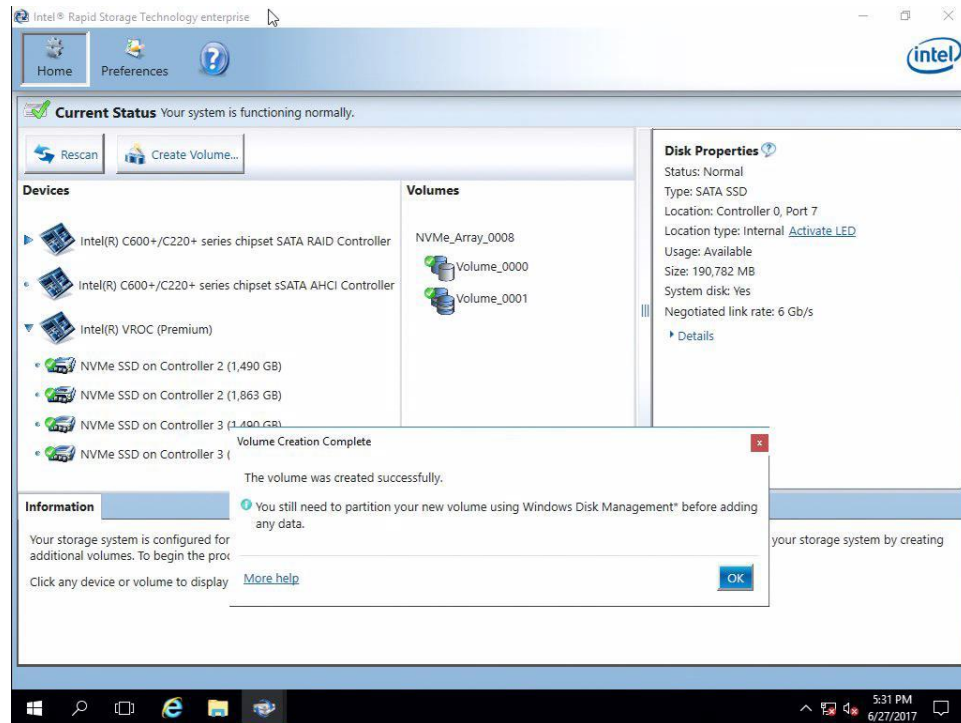 Intel® Rapid Storage Technology enterprise
Home
Preferences
intel
Current Status Your system is functioning normally.
Rescan
Create Volume...
Devices
Intel(R) C600+/C220+ series chipset SATA RAID Controller
Intel(R) C600+/C220+ series chipset sSATA AHCI Controller
Intel(R) VROC (Premium)
NVMe SSD on Controller 2 (1,490 GB)
NVMe SSD on Controller 2 (1,863 GB)
NVMe SSD on Controller 3 (1,490 GB)
NVMe SSD on Controller 3 (
Volumes
NVMe_Array_0008
Volume_0000
Volume_0001
Disk Properties
Status: Normal
Type: SATA SSD
Location: Controller 0, Port 7
Location type: Internal Activate LED
Usage: Available
Size: 190,782 MB
System disk: Yes
Negotiated link rate: 6 Gb/s
Details
Volume Creation Complete
The volume was created successfully.
You still need to partition your new volume using Windows Disk Management* before adding
any data.
More help
OK
Information
Your storage system is configured for
your storage system by creating
additional volumes. To begin the proc
Click any device or volume to display
5:31 PM
6/27/2017